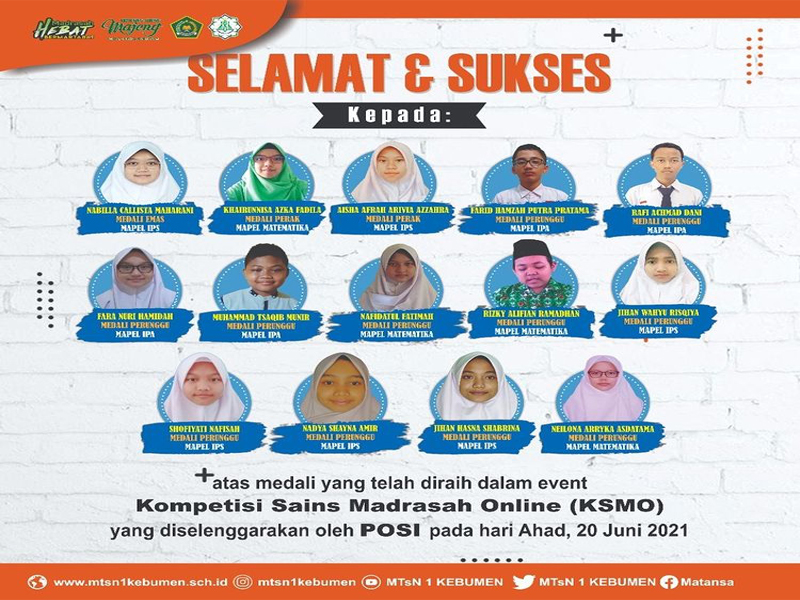 HEBAT
SELAMAT & SUKSES
Kepada:
NABILLA CALLISTA MAHARANI
MEDALI EMAS
MAPEL IPS
KHAIRUNNISA AZKA FADILA
MEDALI PERAK
MAPEL MATEMATIKA
AISHA AFRAH ARIVIA AZZAHRA
MEDALI PERAK
MAPEL IPS
FARID HAMZAH PUTRA PRATAMA
MEDALI PERUNGGU
MAPEL IPA
RAFI ACHMAD DANI
MEDALI PERUNGGU
MAPEL IPA
FARA NURI HAMIDAH
MEDALI PERUNGGU
MAPEL IPA
MUHAMMAD TSAQIB MUNIR
MEDALI PERUNGGU
MAPEL IPA
NAFIDATUL FATIMAH
MEDALI PERUNGGU
MAPEL MATEMATIKA
RIZKY ALIFIAN RAMADHAN
MEDALI PERUNGGU
MAPEL MATEMATIKA
JIHAN WAHYU RISQIYA
MEDALI PERUNGGU
MAPEL IPS
SHOFIYATI NAFISAH
MEDALI PERUNGGU
MAPEL IPS
NADYA SHAYNA AMIR
MEDALI PERUNGGU
MAPEL IPS
JIHAN HASNA SHABRINA
MEDALI PERUNGGU
MAPEL IPS
NEILONA ARRYKA ASDATAMA
MEDALI PERUNGGU
MAPEL MATEMATIKA
atas medali yang telah diraih dalam event
Kompetisi Sains Madrasah Online (KSMO)
yang diselenggarakan oleh POSI pada hari Ahad, 20 Juni 2021
www.mtsn1kebumen.sch.id mtsn1kebumen MTsN 1 KEBUMEN MTsN 1 KEBUMEN Matansa